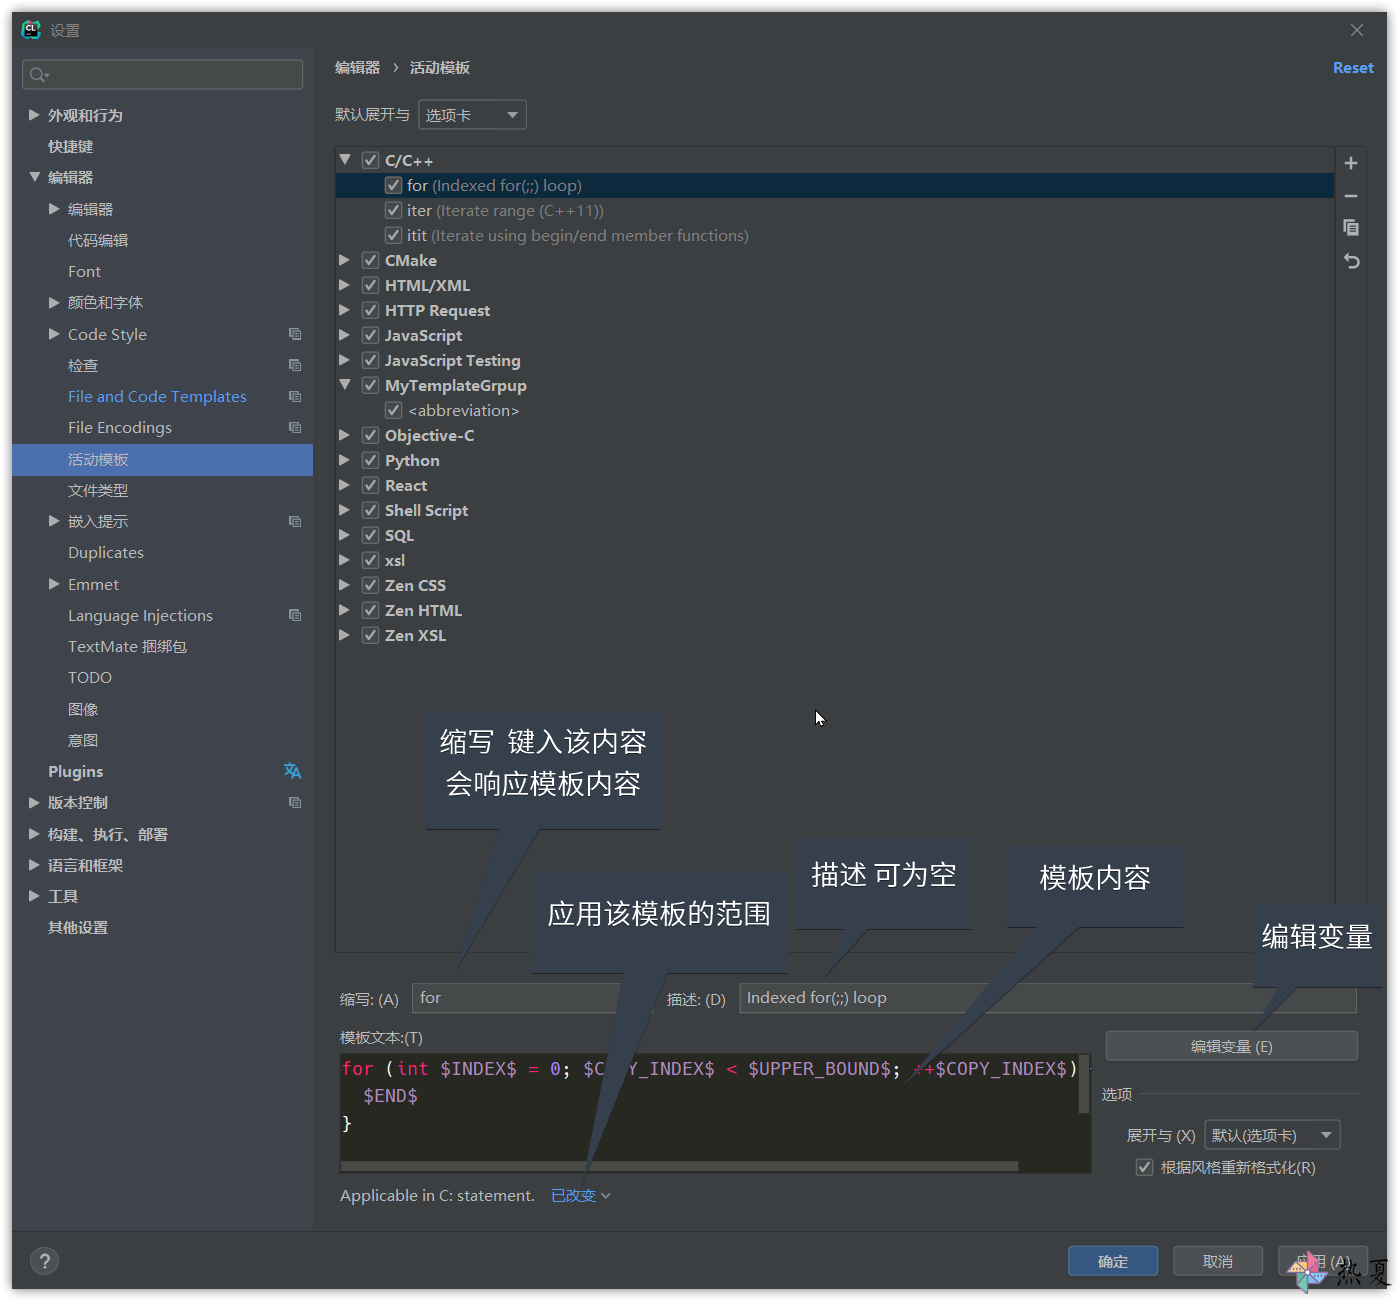 CL 设置
编辑器 › 活动模板 Reset
默认展开与 选项卡
外观和行为
快捷键
编辑器
编辑器
代码编辑
Font
颜色和字体
Code Style
检查
File and Code Templates
File Encodings
活动模板
文件类型
嵌入提示
Duplicates
Emmet
Language Injections
TextMate 捆绑包
TODO
图像
意图
Plugins
版本控制
构建、执行、部署
语言和框架
工具
其他设置
C/C++
for (Indexed for(;;) loop)
iter (Iterate range (C++11))
itit (Iterate using begin/end member functions)
CMake
HTML/XML
HTTP Request
JavaScript
JavaScript Testing
MyTemplateGrpup
<abbreviation>
Objective-C
Python
React
Shell Script
SQL
xsl
Zen CSS
Zen HTML
Zen XSL
缩写 键入该内容
会响应模板内容
应用该模板的范围
描述 可为空
模板内容
编辑变量
缩写: (A) for 描述: (D) Indexed for(;;) loop
模板文本:(T)
for (int $INDEX$ = 0; $COPY_INDEX$ < $UPPER_BOUND$; ++$COPY_INDEX$)
$END$
}
编辑变量 (E)
选项
展开与 (X) 默认(选项卡)
根据风格重新格式化(R)
Applicable in C: statement. 已改变
? 确定 取消 应用 (A)
热夏